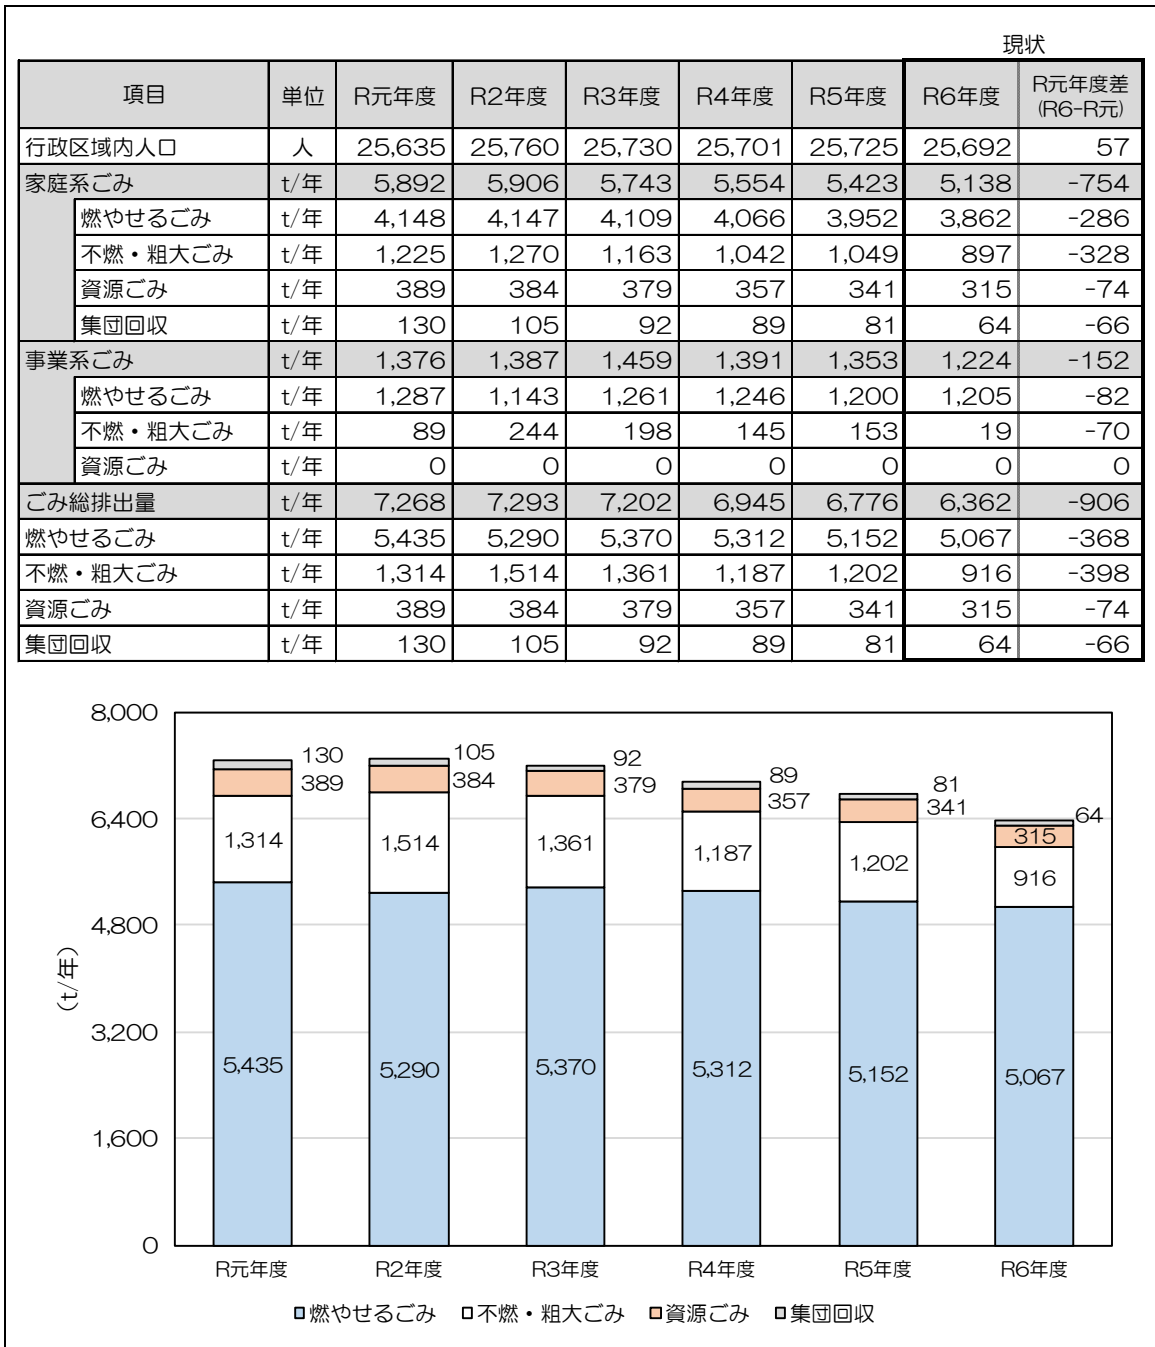 現状
項目 単位 R元年度 R2年度 R3年度 R4年度 R5年度 R6年度 R元年度差
(R6-R元)
行政区域内人口 人 25,635 25,760 25,730 25,701 25,725 25,692 57
家庭系ごみ t/年 5,892 5,906 5,743 5,554 5,423 5,138 -754
燃やせるごみ t/年 4,148 4,147 4,109 4,066 3,952 3,862 -286
不燃・粗大ごみ t/年 1,225 1,270 1,163 1,042 1,049 897 -328
資源ごみ t/年 389 384 379 357 341 315 -74
集団回収 t/年 130 105 92 89 81 64 -66
事業系ごみ t/年 1,376 1,387 1,459 1,391 1,353 1,224 -152
燃やせるごみ t/年 1,287 1,143 1,261 1,246 1,200 1,205 -82
不燃・粗大ごみ t/年 89 244 198 145 153 19 -70
資源ごみ t/年 0 0 0 0 0 0 0
ごみ総排出量 t/年 7,268 7,293 7,202 6,945 6,776 6,362 -906
燃やせるごみ t/年 5,435 5,290 5,370 5,312 5,152 5,067 -368
不燃・粗大ごみ t/年 1,314 1,514 1,361 1,187 1,202 916 -398
資源ごみ t/年 389 384 379 357 341 315 -74
集団回収 t/年 130 105 92 89 81 64 -66
8,000
130 105 92 89 81 64
389 384 379 357 341 315
6,400
1,314 1,514 1,361 1,187 1,202 916
4,800
(t/年)
3,200
5,435 5,290 5,370 5,312 5,152 5,067
1,600
0
R元年度 R2年度 R3年度 R4年度 R5年度 R6年度
燃やせるごみ 不燃・粗大ごみ 資源ごみ 集団回収